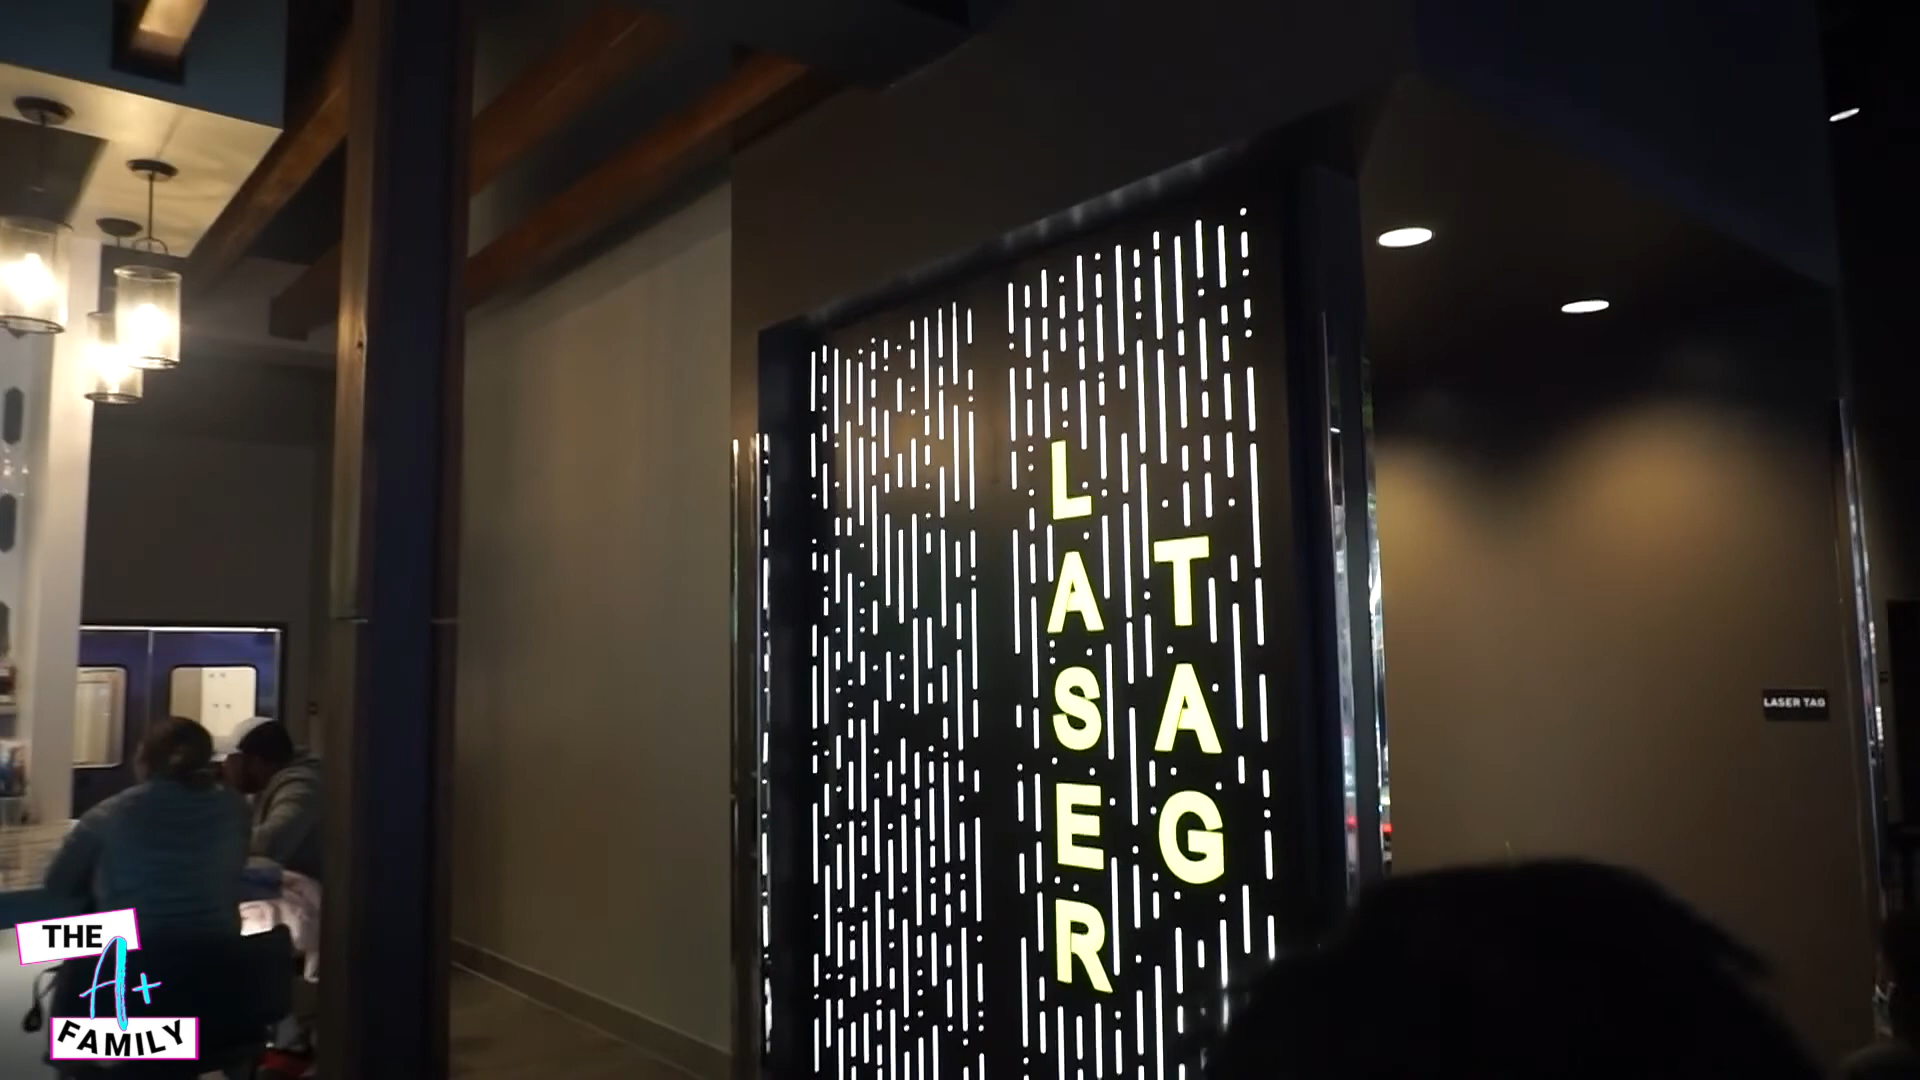 LASER
TAG
LASER TAG
THE
A+
FAMILY